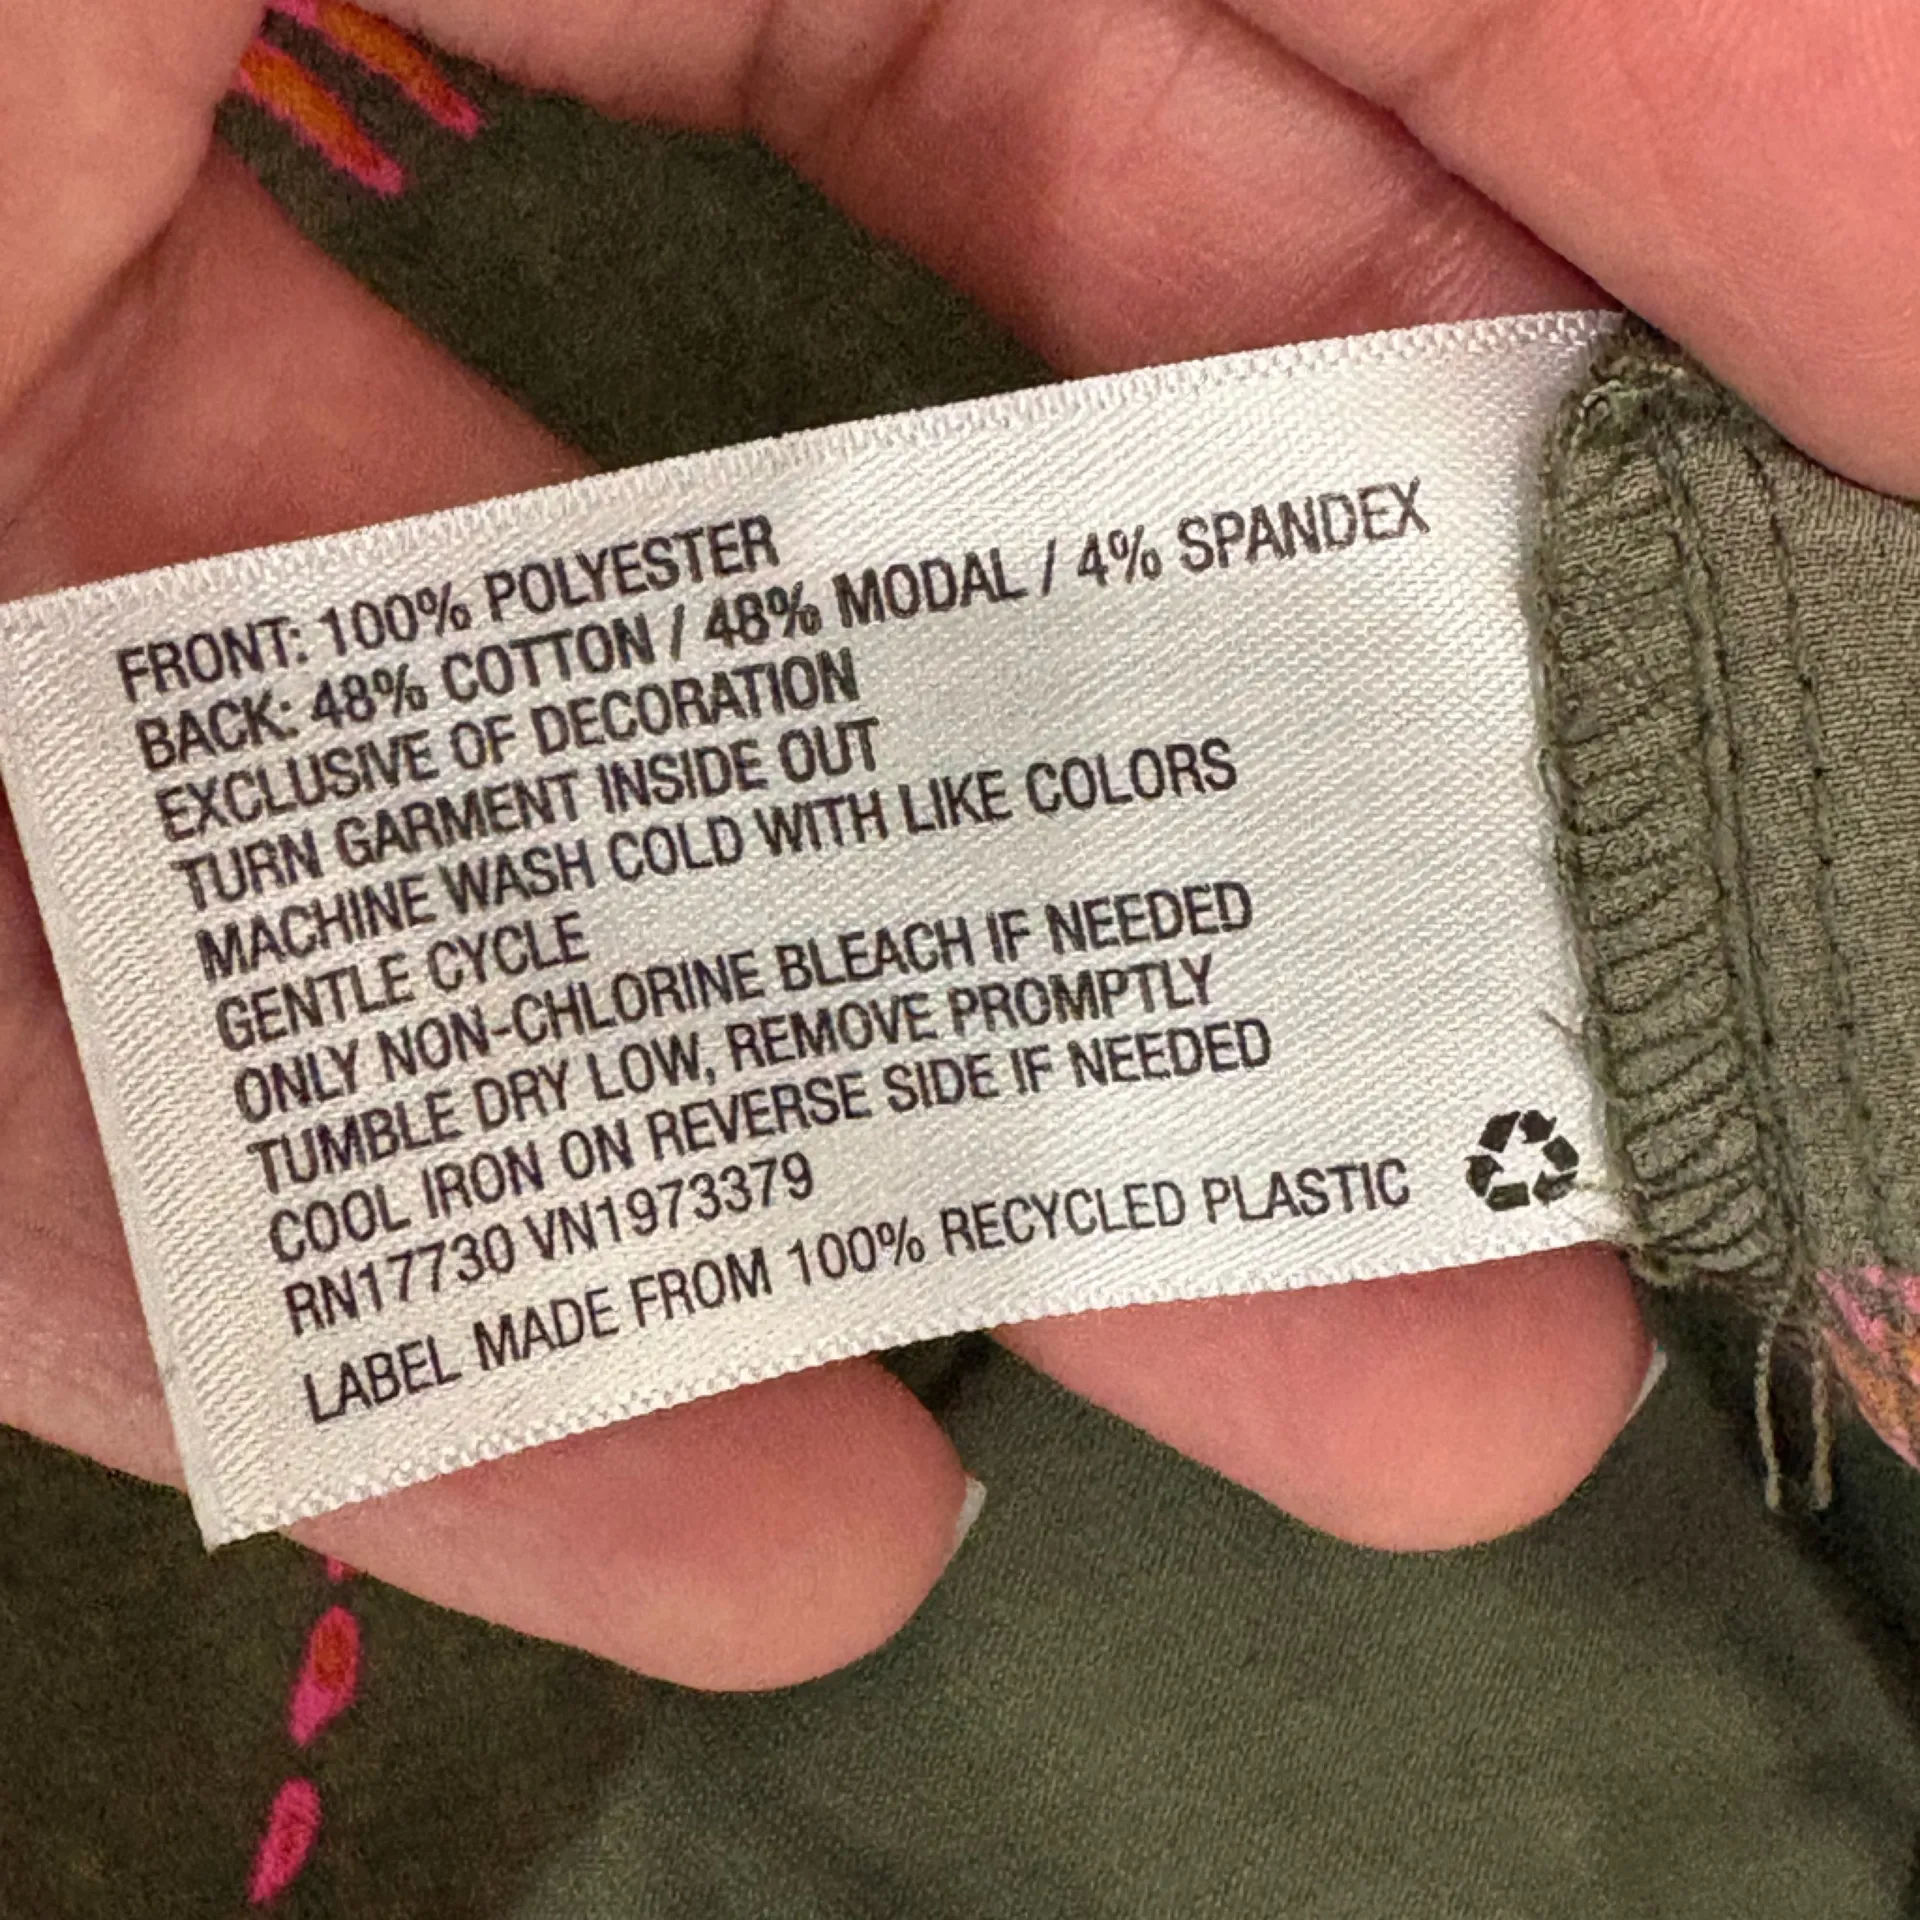 FRONT: 100% POLYESTER
BACK: 48% COTTON / 48% MODAL / 4% SPANDEX
EXCLUSIVE OF DECORATION
TURN GARMENT INSIDE OUT
MACHINE WASH COLD WITH LIKE COLORS
GENTLE CYCLE
ONLY NON-CHLORINE BLEACH IF NEEDED
TUMBLE DRY LOW, REMOVE PROMPTLY
COOL IRON ON REVERSE SIDE IF NEEDED
RN17730 VN1973379
LABEL MADE FROM 100% RECYCLED PLASTIC